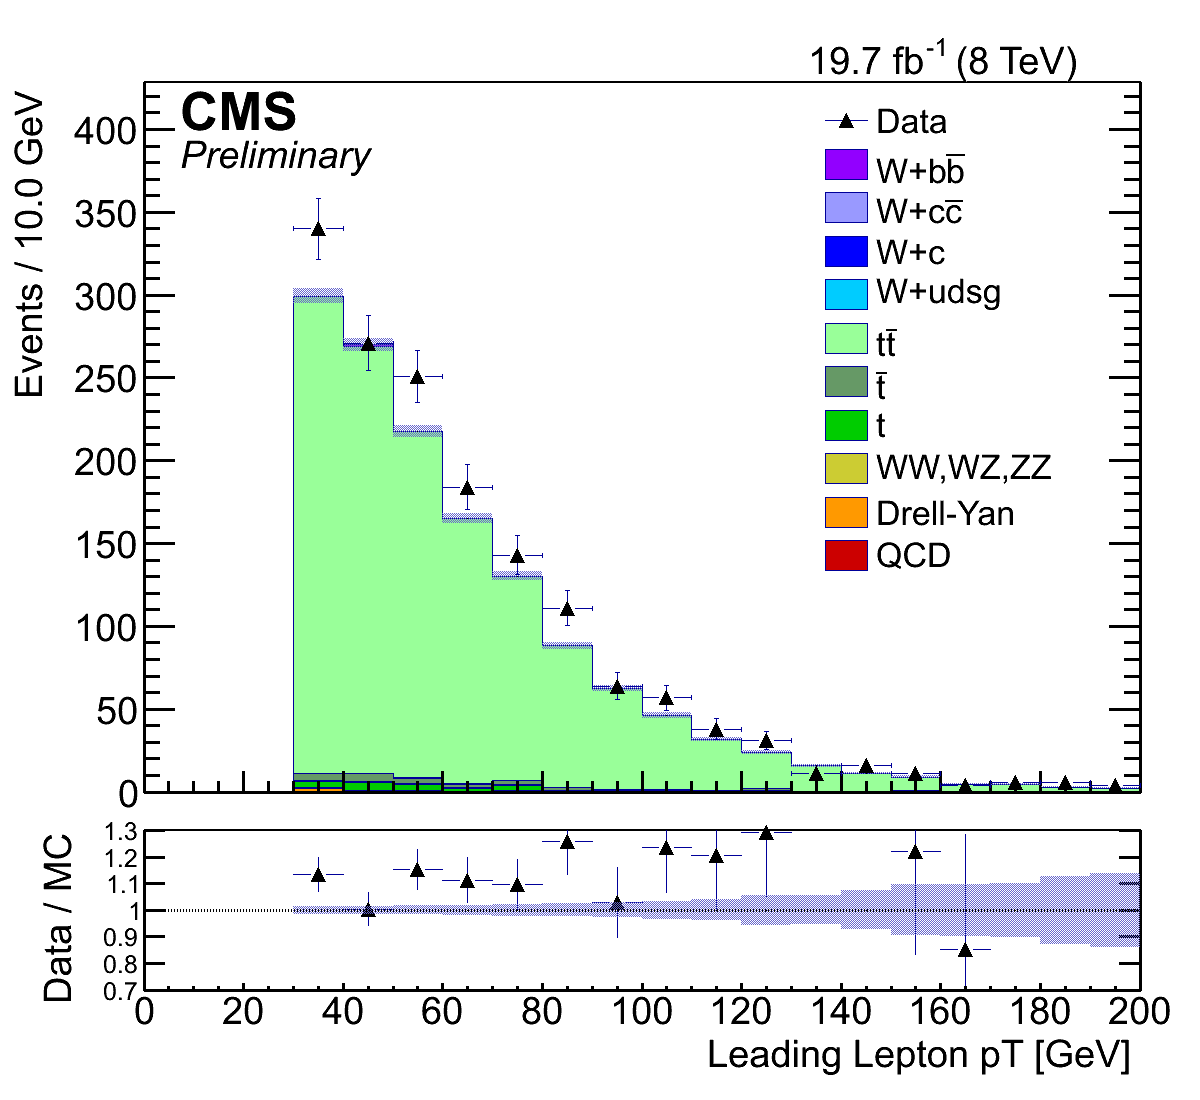 19.7 fb⁻¹ (8 TeV)
CMS
Preliminary
Events / 10.0 GeV
400
350
300
250
200
150
100
50
0
Data
W+bb̅
W+cc̅
W+c
W+udsg
tt̅
t̅
t
WW,WZ,ZZ
Drell-Yan
QCD
Data / MC
1.3
1.2
1.1
1
0.9
0.8
0.7
0 20 40 60 80 100 120 140 160 180 200
Leading Lepton pT [GeV]